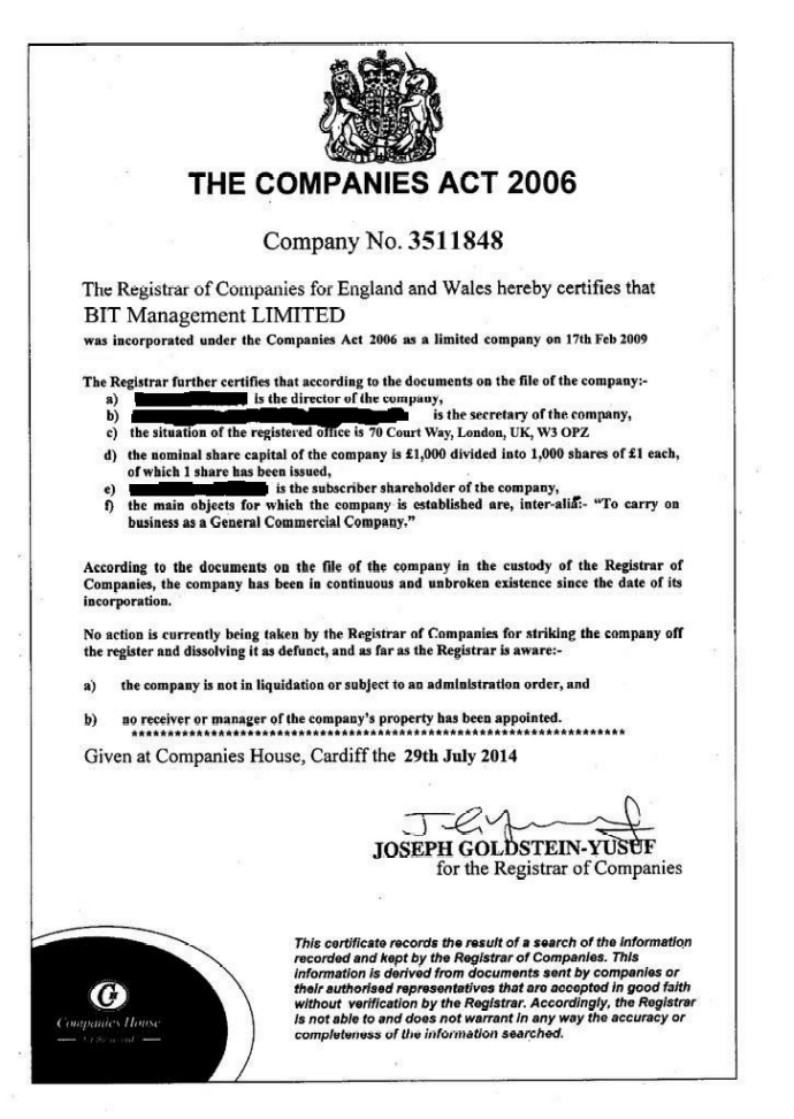 THE COMPANIES ACT 2006
Company No. 3511848
The Registrar of Companies for England and Wales hereby certifies that
BIT Management LIMITED
was incorporated under the Companies Act 2006 as a limited company on 17th Feb 2009
The Registrar further certifies that according to the documents on the file of the company:-
a) is the director of the company,
b) is the secretary of the company,
c) the situation of the registered office is 70 Court Way, London, UK, W3 OPZ
d) the nominal share capital of the company is £1,000 divided into 1,000 shares of £1 each,
of which 1 share has been issued,
e) is the subscriber shareholder of the company,
f) the main objects for which the company is established are, inter-alia:- “To carry on
business as a General Commercial Company.”
According to the documents on the file of the company in the custody of the Registrar of
Companies, the company has been in continuous and unbroken existence since the date of its
incorporation.
No action is currently being taken by the Registrar of Companies for striking the company off
the register and dissolving it as defunct, and as far as the Registrar is aware:-
a) the company is not in liquidation or subject to an administration order, and
b) no receiver or manager of the company's property has been appointed.
*********************************************************************
Given at Companies House, Cardiff the 29th July 2014
JOSEPH GOLDSTEIN-YUSUF
for the Registrar of Companies
This certificate records the result of a search of the information
recorded and kept by the Registrar of Companies. This
information is derived from documents sent by companies or
their authorised representatives that are accepted in good faith
without verification by the Registrar. Accordingly, the Registrar
is not able to and does not warrant in any way the accuracy or
completeness of the information searched.
Companies House